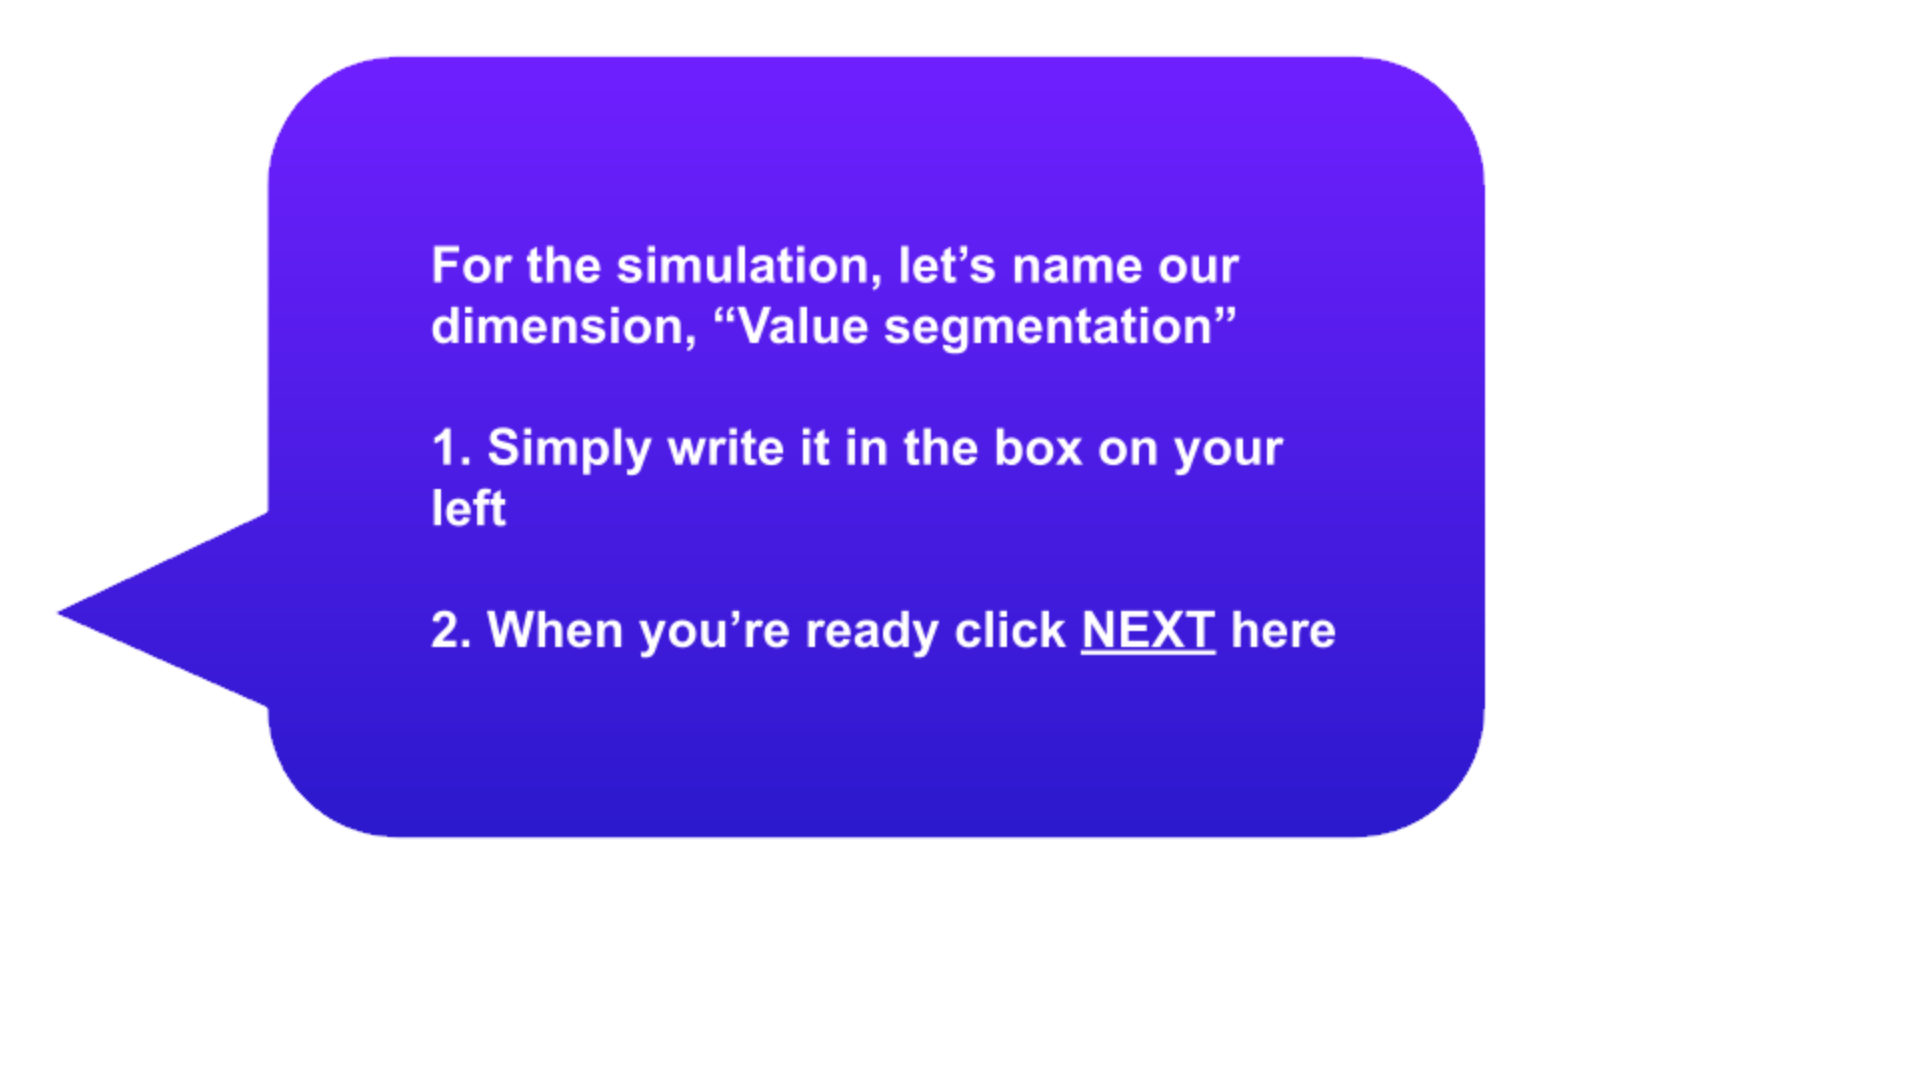 For the simulation, let’s name our
dimension, “Value segmentation”
1. Simply write it in the box on your
left
2. When you’re ready click NEXT here